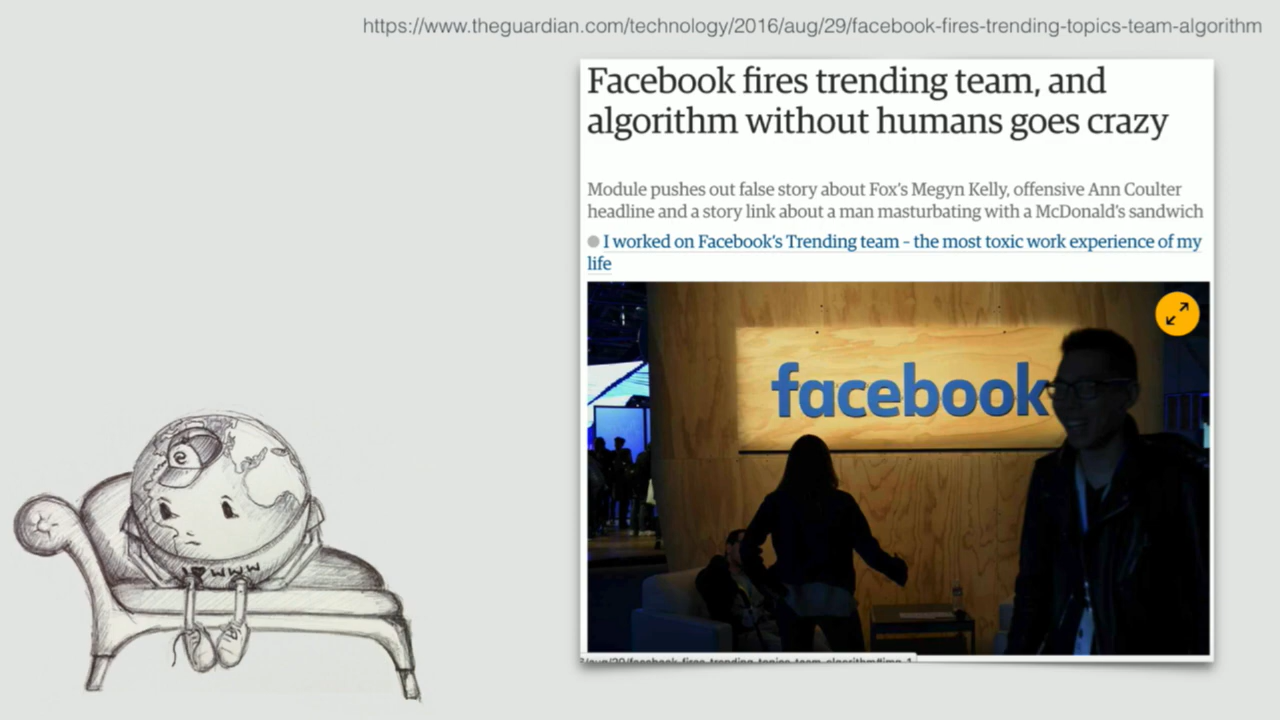 https://www.theguardian.com/technology/2016/aug/29/facebook-fires-trending-topics-team-algorithm
Facebook fires trending team, and
algorithm without humans goes crazy
Module pushes out false story about Fox's Megyn Kelly, offensive Ann Coulter
headline and a story link about a man masturbating with a McDonald's sandwich
I worked on Facebook's Trending team – the most toxic work experience of my
life
facebook
I ♥ WWW